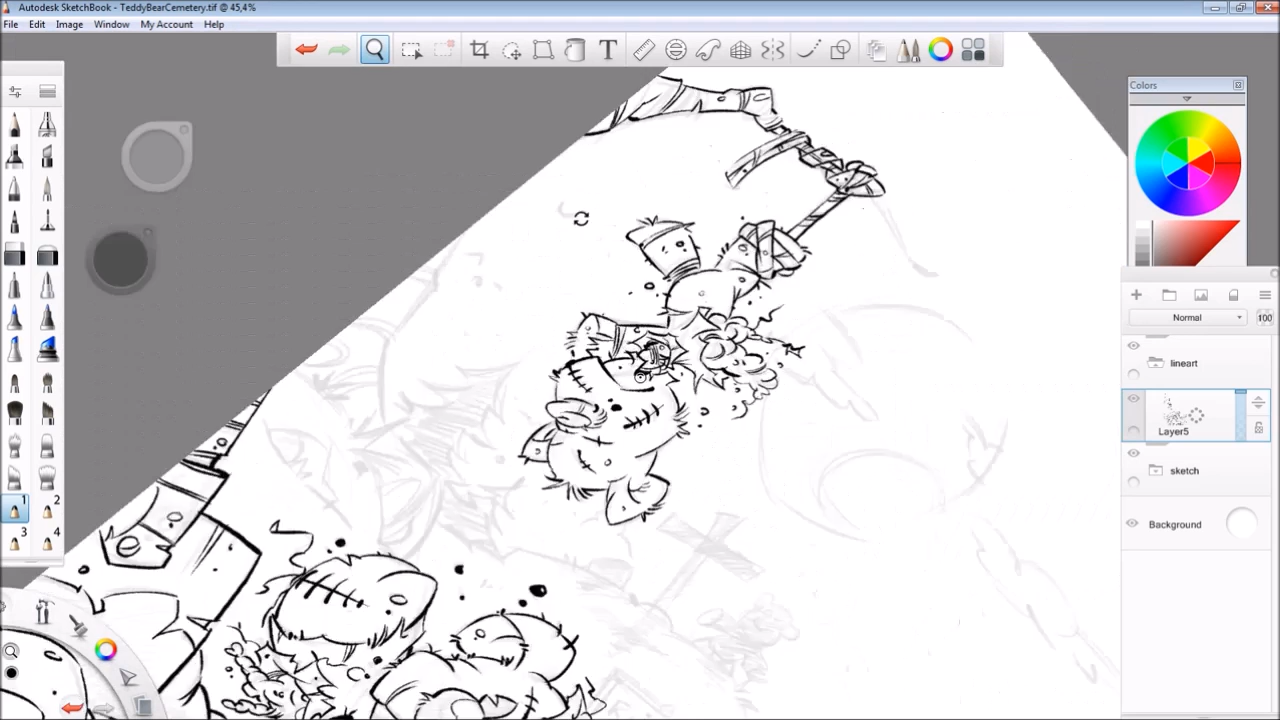 Autodesk SketchBook - TeddyBearCemetery.tif @ 45,4%
File Edit Image Window My Account Help
T
Colors
Normal 100
lineart
Layer5
sketch
Background
1 2
3 4